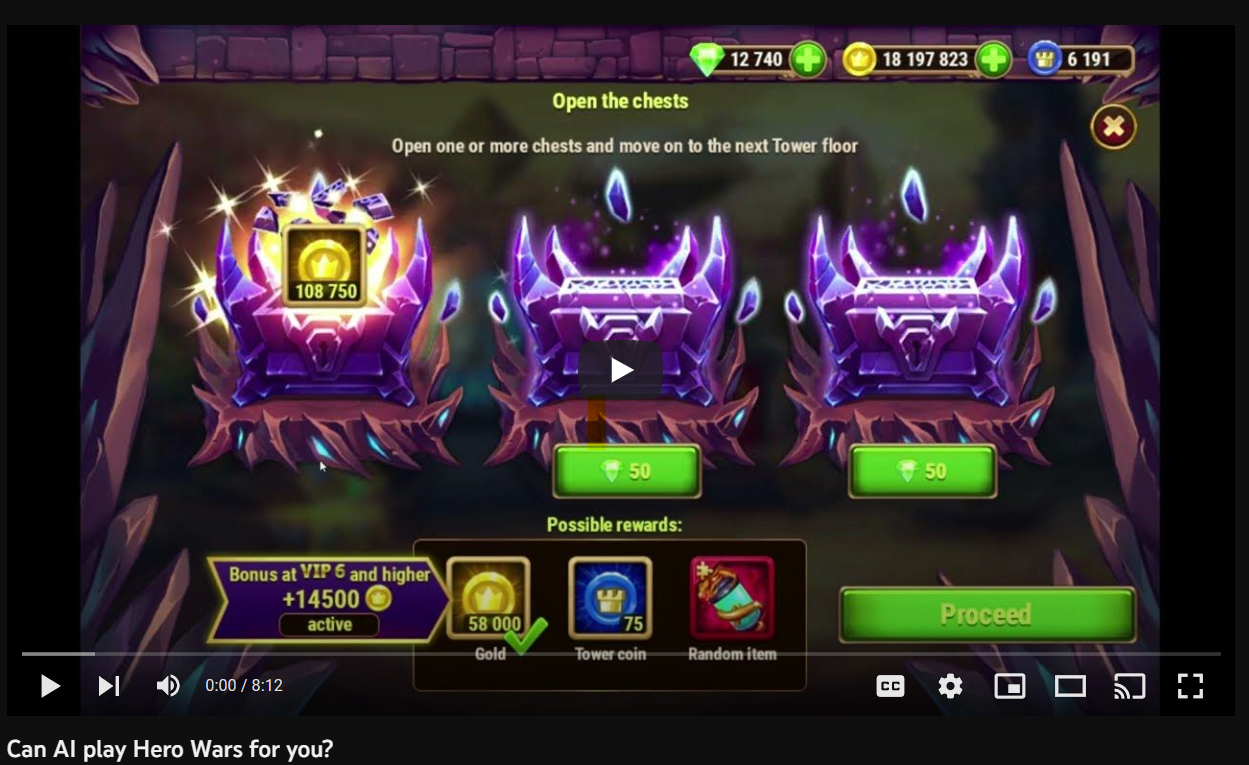 12 740
18 197 823
6 191
Open the chests
Open one or more chests and move on to the next Tower floor
108 750
50
50
Possible rewards:
Bonus at VIP 6 and higher
+14500
active
58 000
75
Gold
Tower coin
Random item
Proceed
0:00 / 8:12
CC
Can AI play Hero Wars for you?